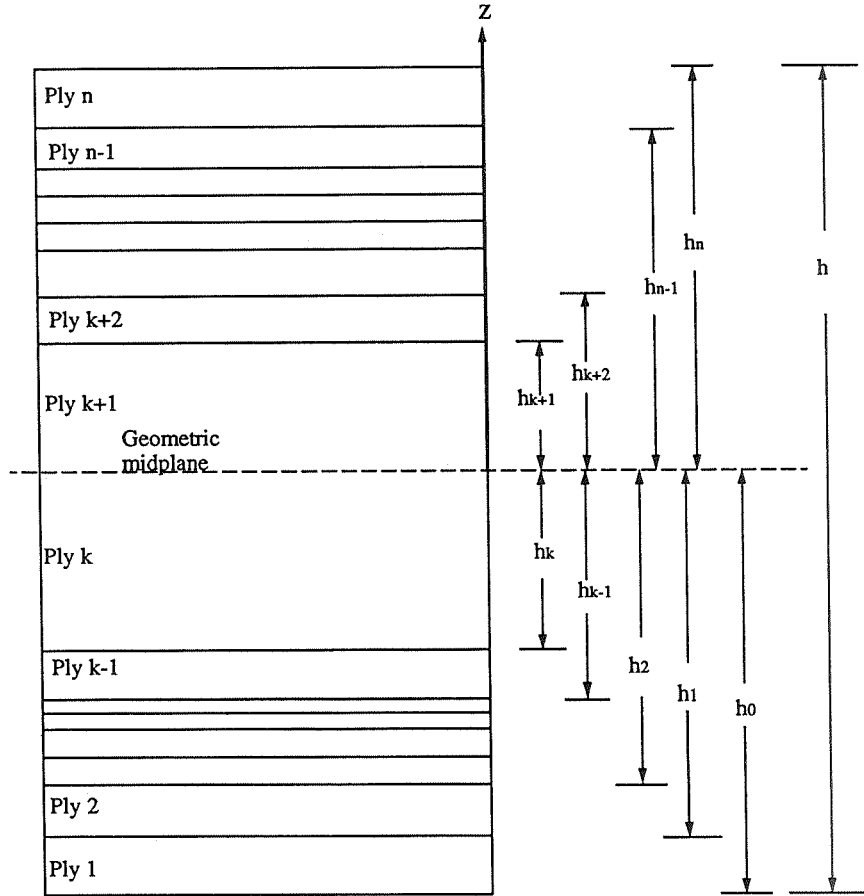 z
Ply n
Ply n-1
hn
h
hn-1
Ply k+2
hk+2
hk+1
Ply k+1
Geometric
midplane
Ply k
hk
hk-1
Ply k-1
h2
h1
h0
Ply 2
Ply 1